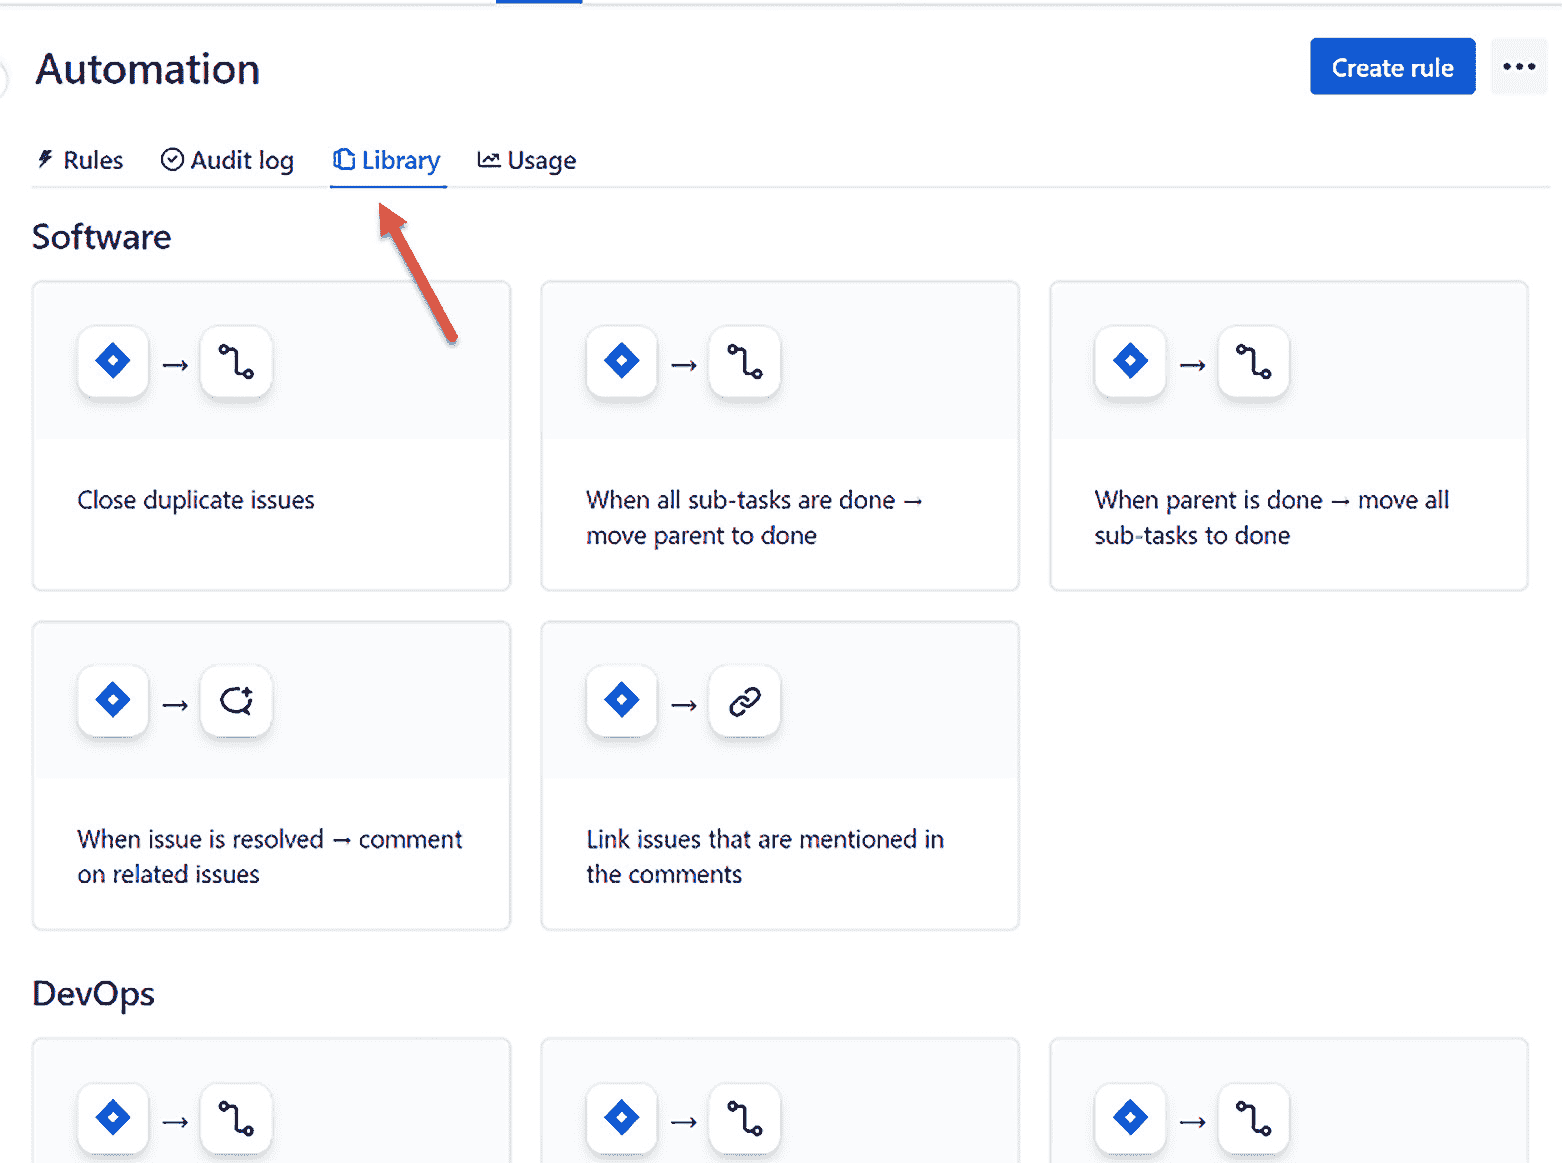 Automation
Create rule
Rules
Audit log
Library
Usage
Software
Close duplicate issues
When all sub-tasks are done →
move parent to done
When parent is done → move all
sub-tasks to done
When issue is resolved → comment
on related issues
Link issues that are mentioned in
the comments
DevOps